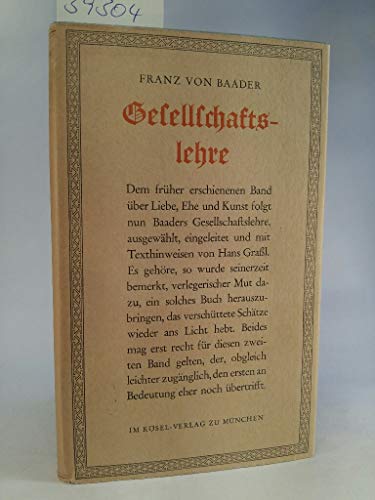 54304
FRANZ VON BAADER
Gesellschafts-
lehre
Dem früher erschienenen Band
über Liebe, Ehe und Kunst folgt
nun Baaders Gesellschaftslehre,
ausgewählt, eingeleitet und mit
Texthinweisen von Hans Graßl.
Es gehöre, so wurde seinerzeit
bemerkt, verlegerischer Mut da-
zu, ein solches Buch herauszu-
bringen, das verschüttete Schätze
wieder ans Licht hebt. Beides
mag erst recht für diesen zwei-
ten Band gelten, der, obgleich
leichter zugänglich, den ersten an
Bedeutung eher noch übertrifft.
IM KÖSEL-VERLAG ZU MÜNCHEN